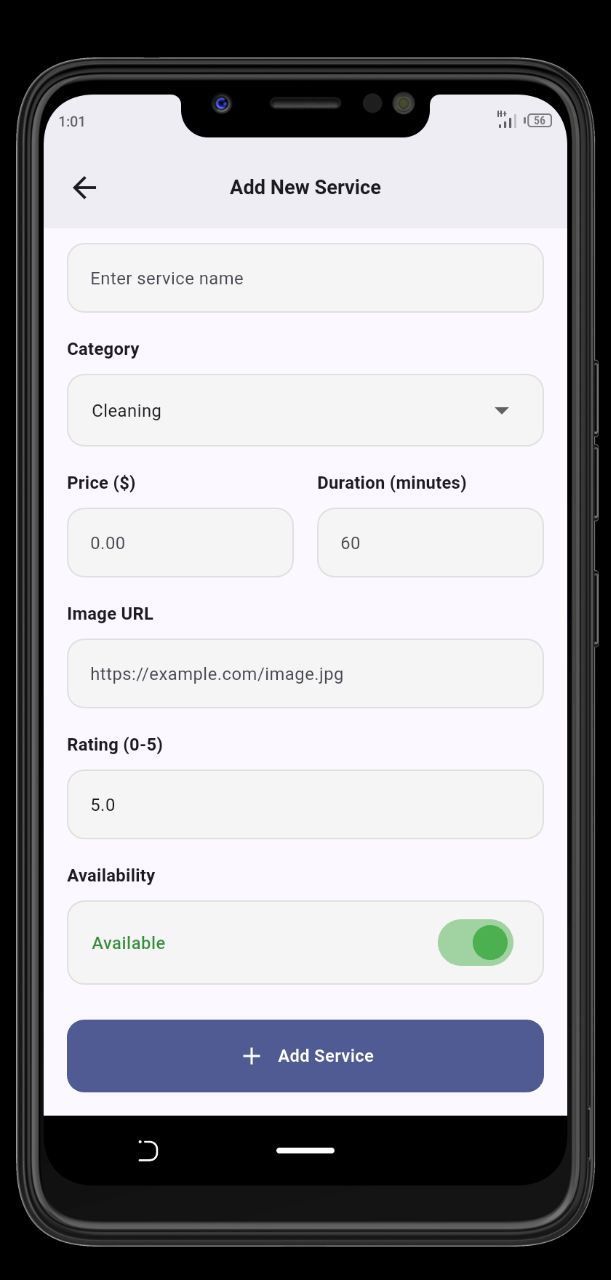 1:01
H+
56
Add New Service
Enter service name
Category
Cleaning
Price ($) Duration (minutes)
0.00 60
Image URL
https://example.com/image.jpg
Rating (0-5)
5.0
Availability
Available
+ Add Service